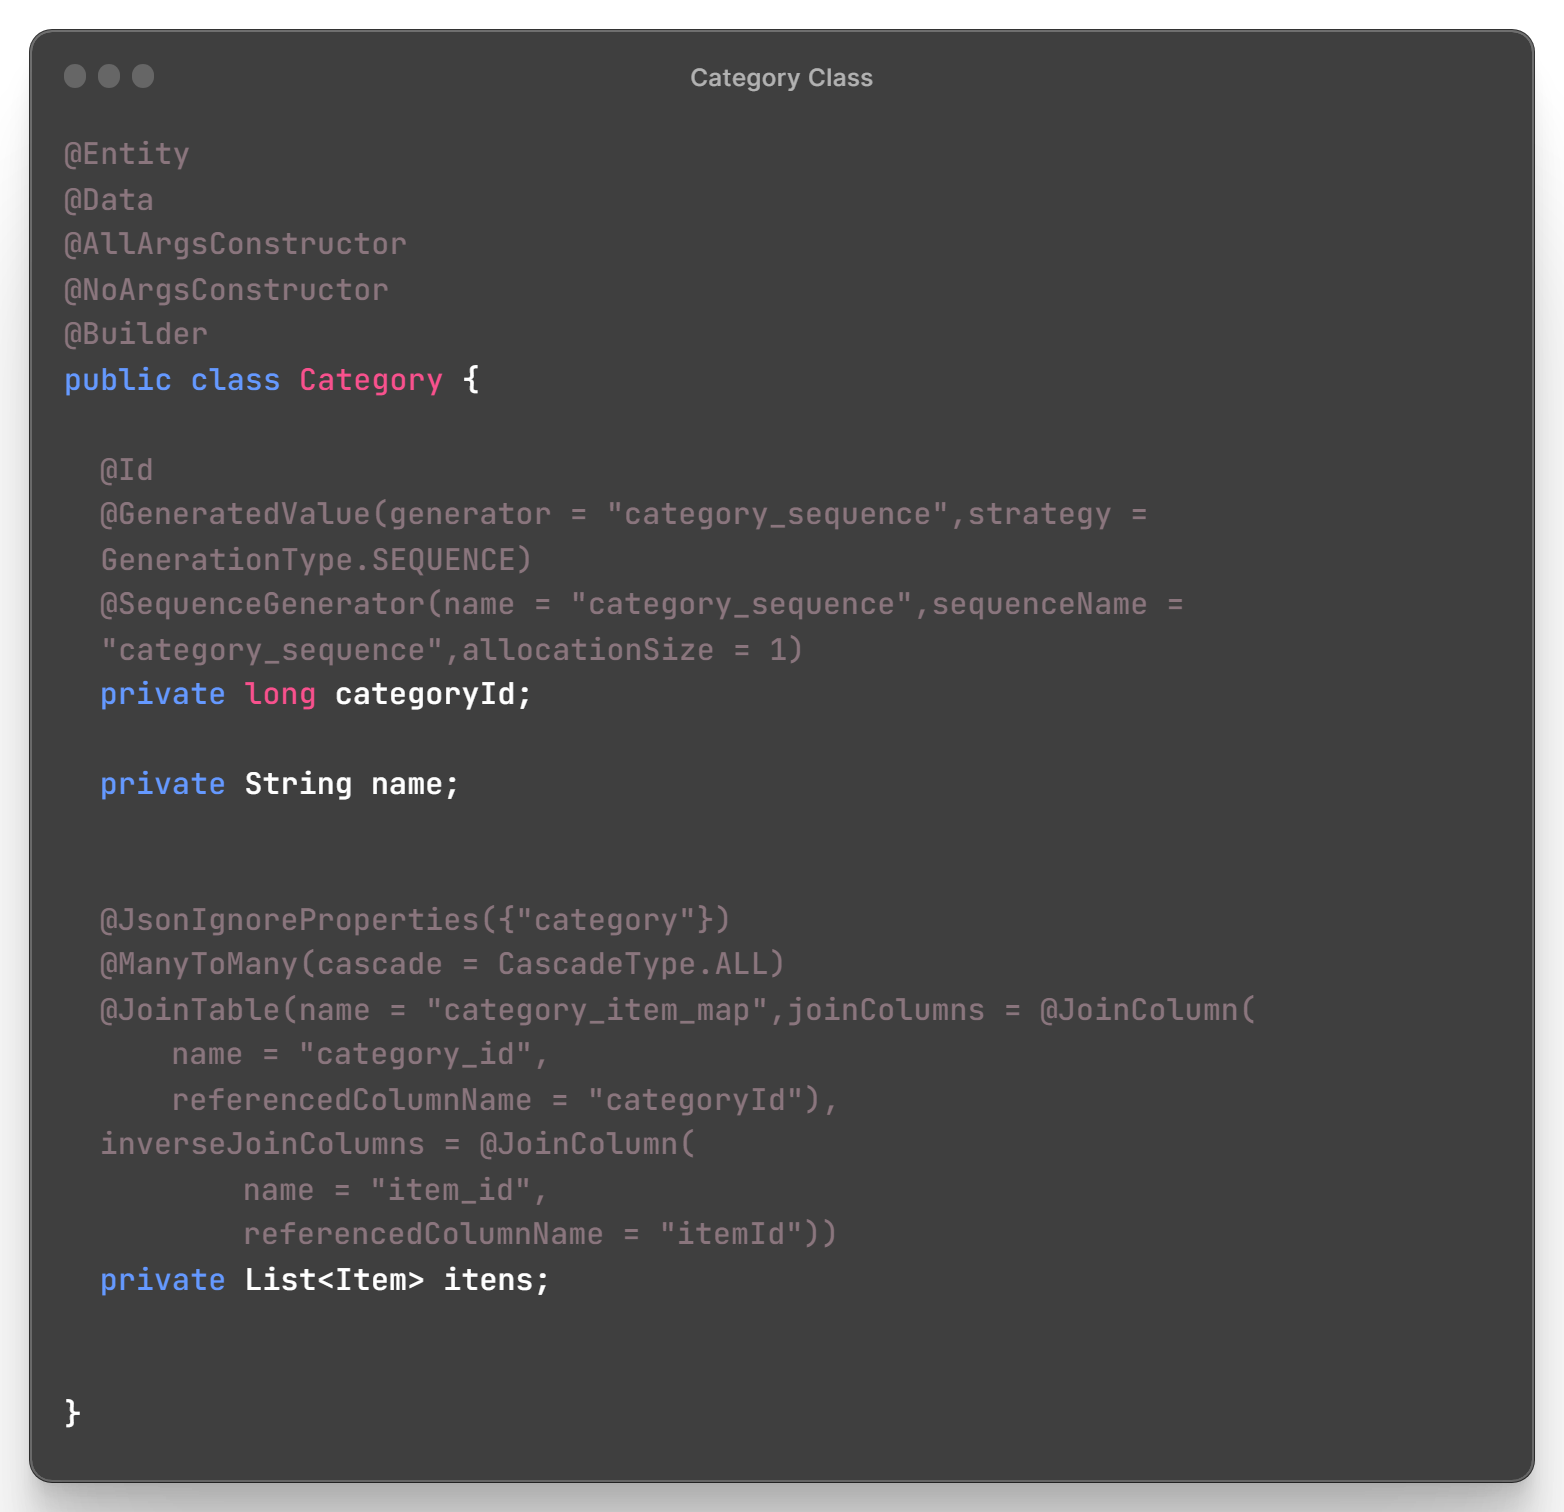 Category Class
@Entity
@Data
@AllArgsConstructor
@NoArgsConstructor
@Builder
public class Category {
@Id
@GeneratedValue(generator = "category_sequence",strategy =
GenerationType.SEQUENCE)
@SequenceGenerator(name = "category_sequence",sequenceName =
"category_sequence",allocationSize = 1)
private long categoryId;
private String name;
@JsonIgnoreProperties({"category"})
@ManyToMany(cascade = CascadeType.ALL)
@JoinTable(name = "category_item_map",joinColumns = @JoinColumn(
name = "category_id",
referencedColumnName = "categoryId"),
inverseJoinColumns = @JoinColumn(
name = "item_id",
referencedColumnName = "itemId"))
private List<Item> itens;
}